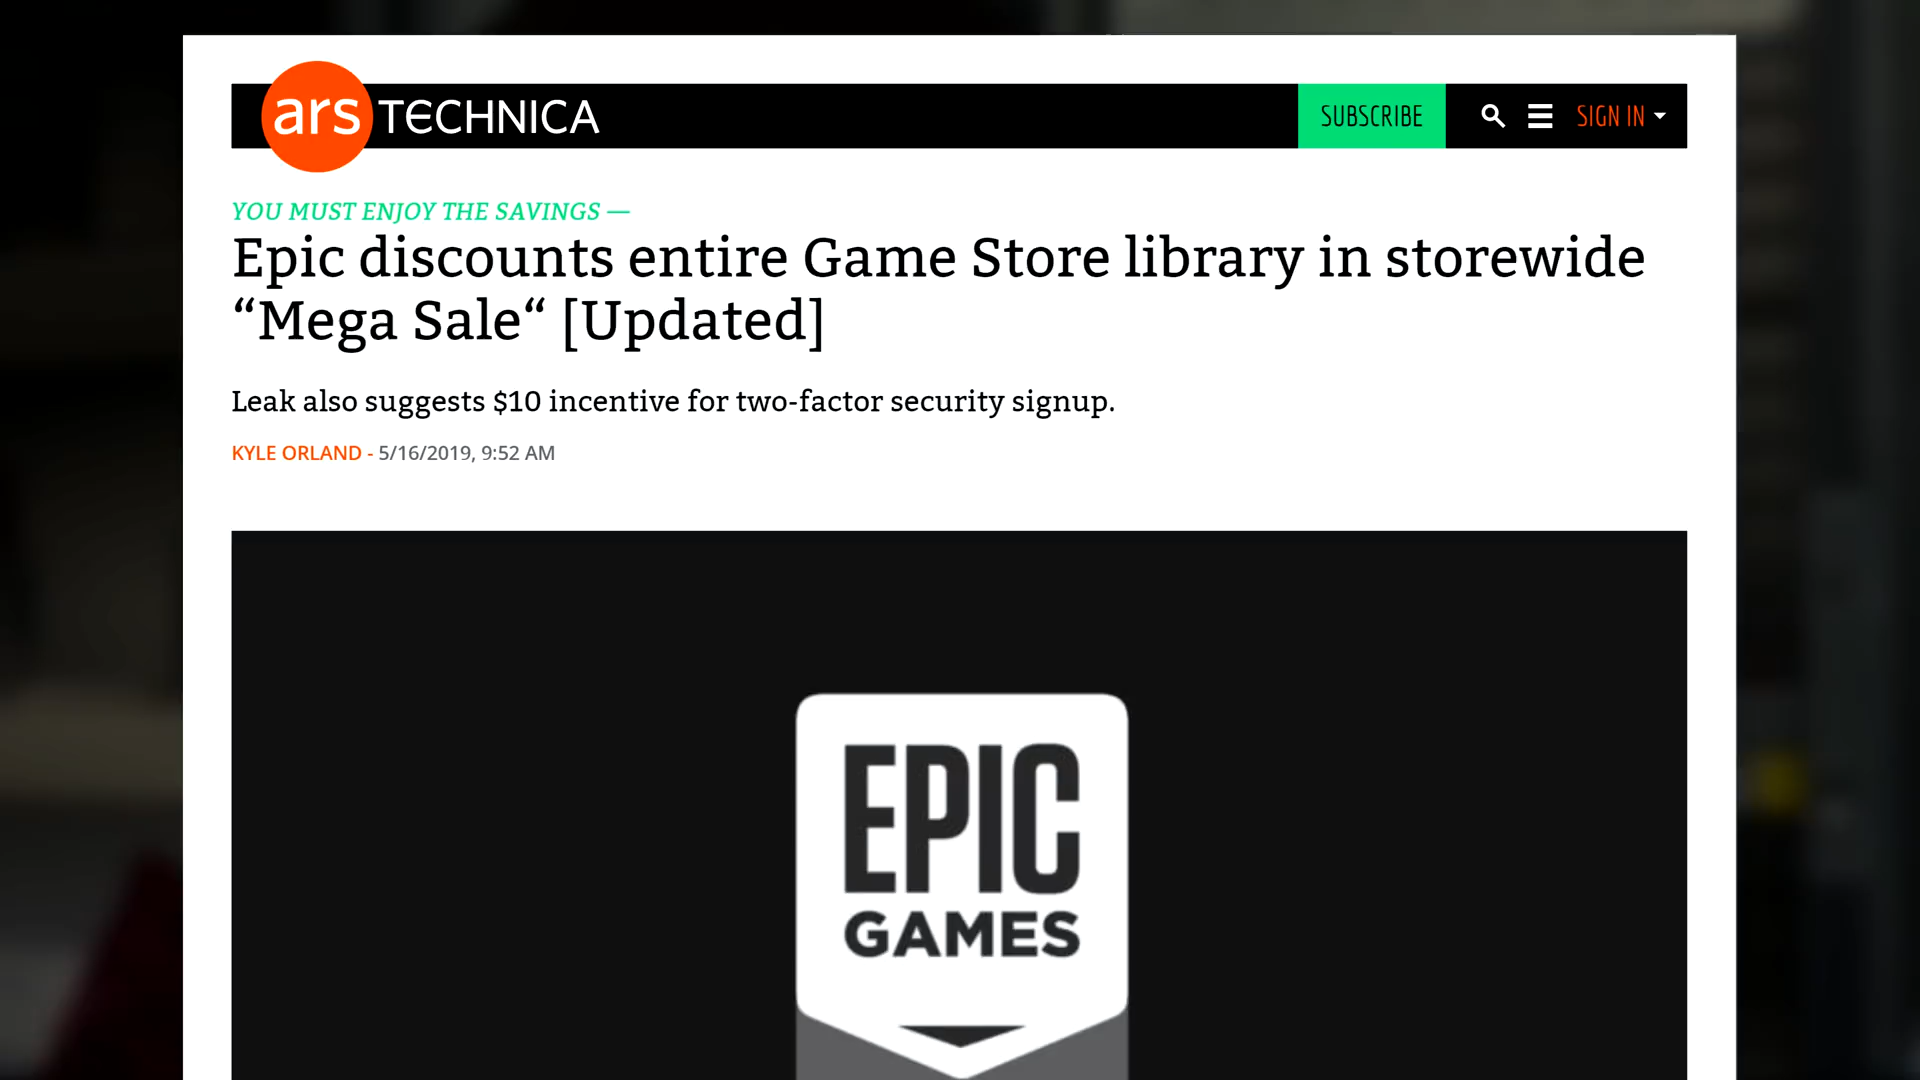 ars TECHNICA
SUBSCRIBE
SIGN IN
YOU MUST ENJOY THE SAVINGS —
Epic discounts entire Game Store library in storewide
“Mega Sale“ [Updated]
Leak also suggests $10 incentive for two-factor security signup.
KYLE ORLAND - 5/16/2019, 9:52 AM
EPIC
GAMES